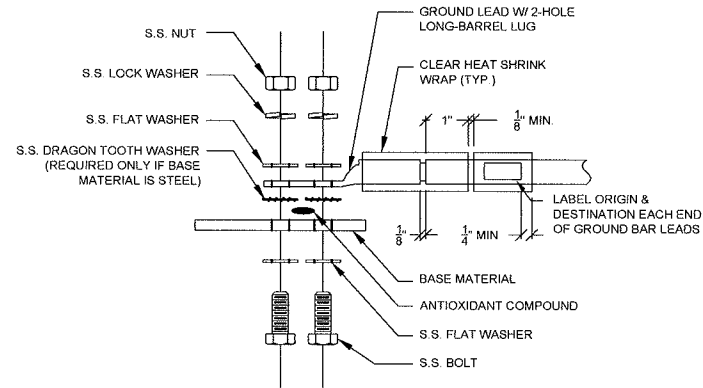 S.S. NUT
S.S. LOCK WASHER
S.S. FLAT WASHER
S.S. DRAGON TOOTH WASHER
(REQUIRED ONLY IF BASE
MATERIAL IS STEEL)
GROUND LEAD W/ 2-HOLE
LONG-BARREL LUG
CLEAR HEAT SHRINK
WRAP (TYP.)
1"
1/8" MIN.
LABEL ORIGIN &
DESTINATION EACH END
OF GROUND BAR LEADS
1/8"
1/4" MIN
BASE MATERIAL
ANTIOXIDANT COMPOUND
S.S. FLAT WASHER
S.S. BOLT